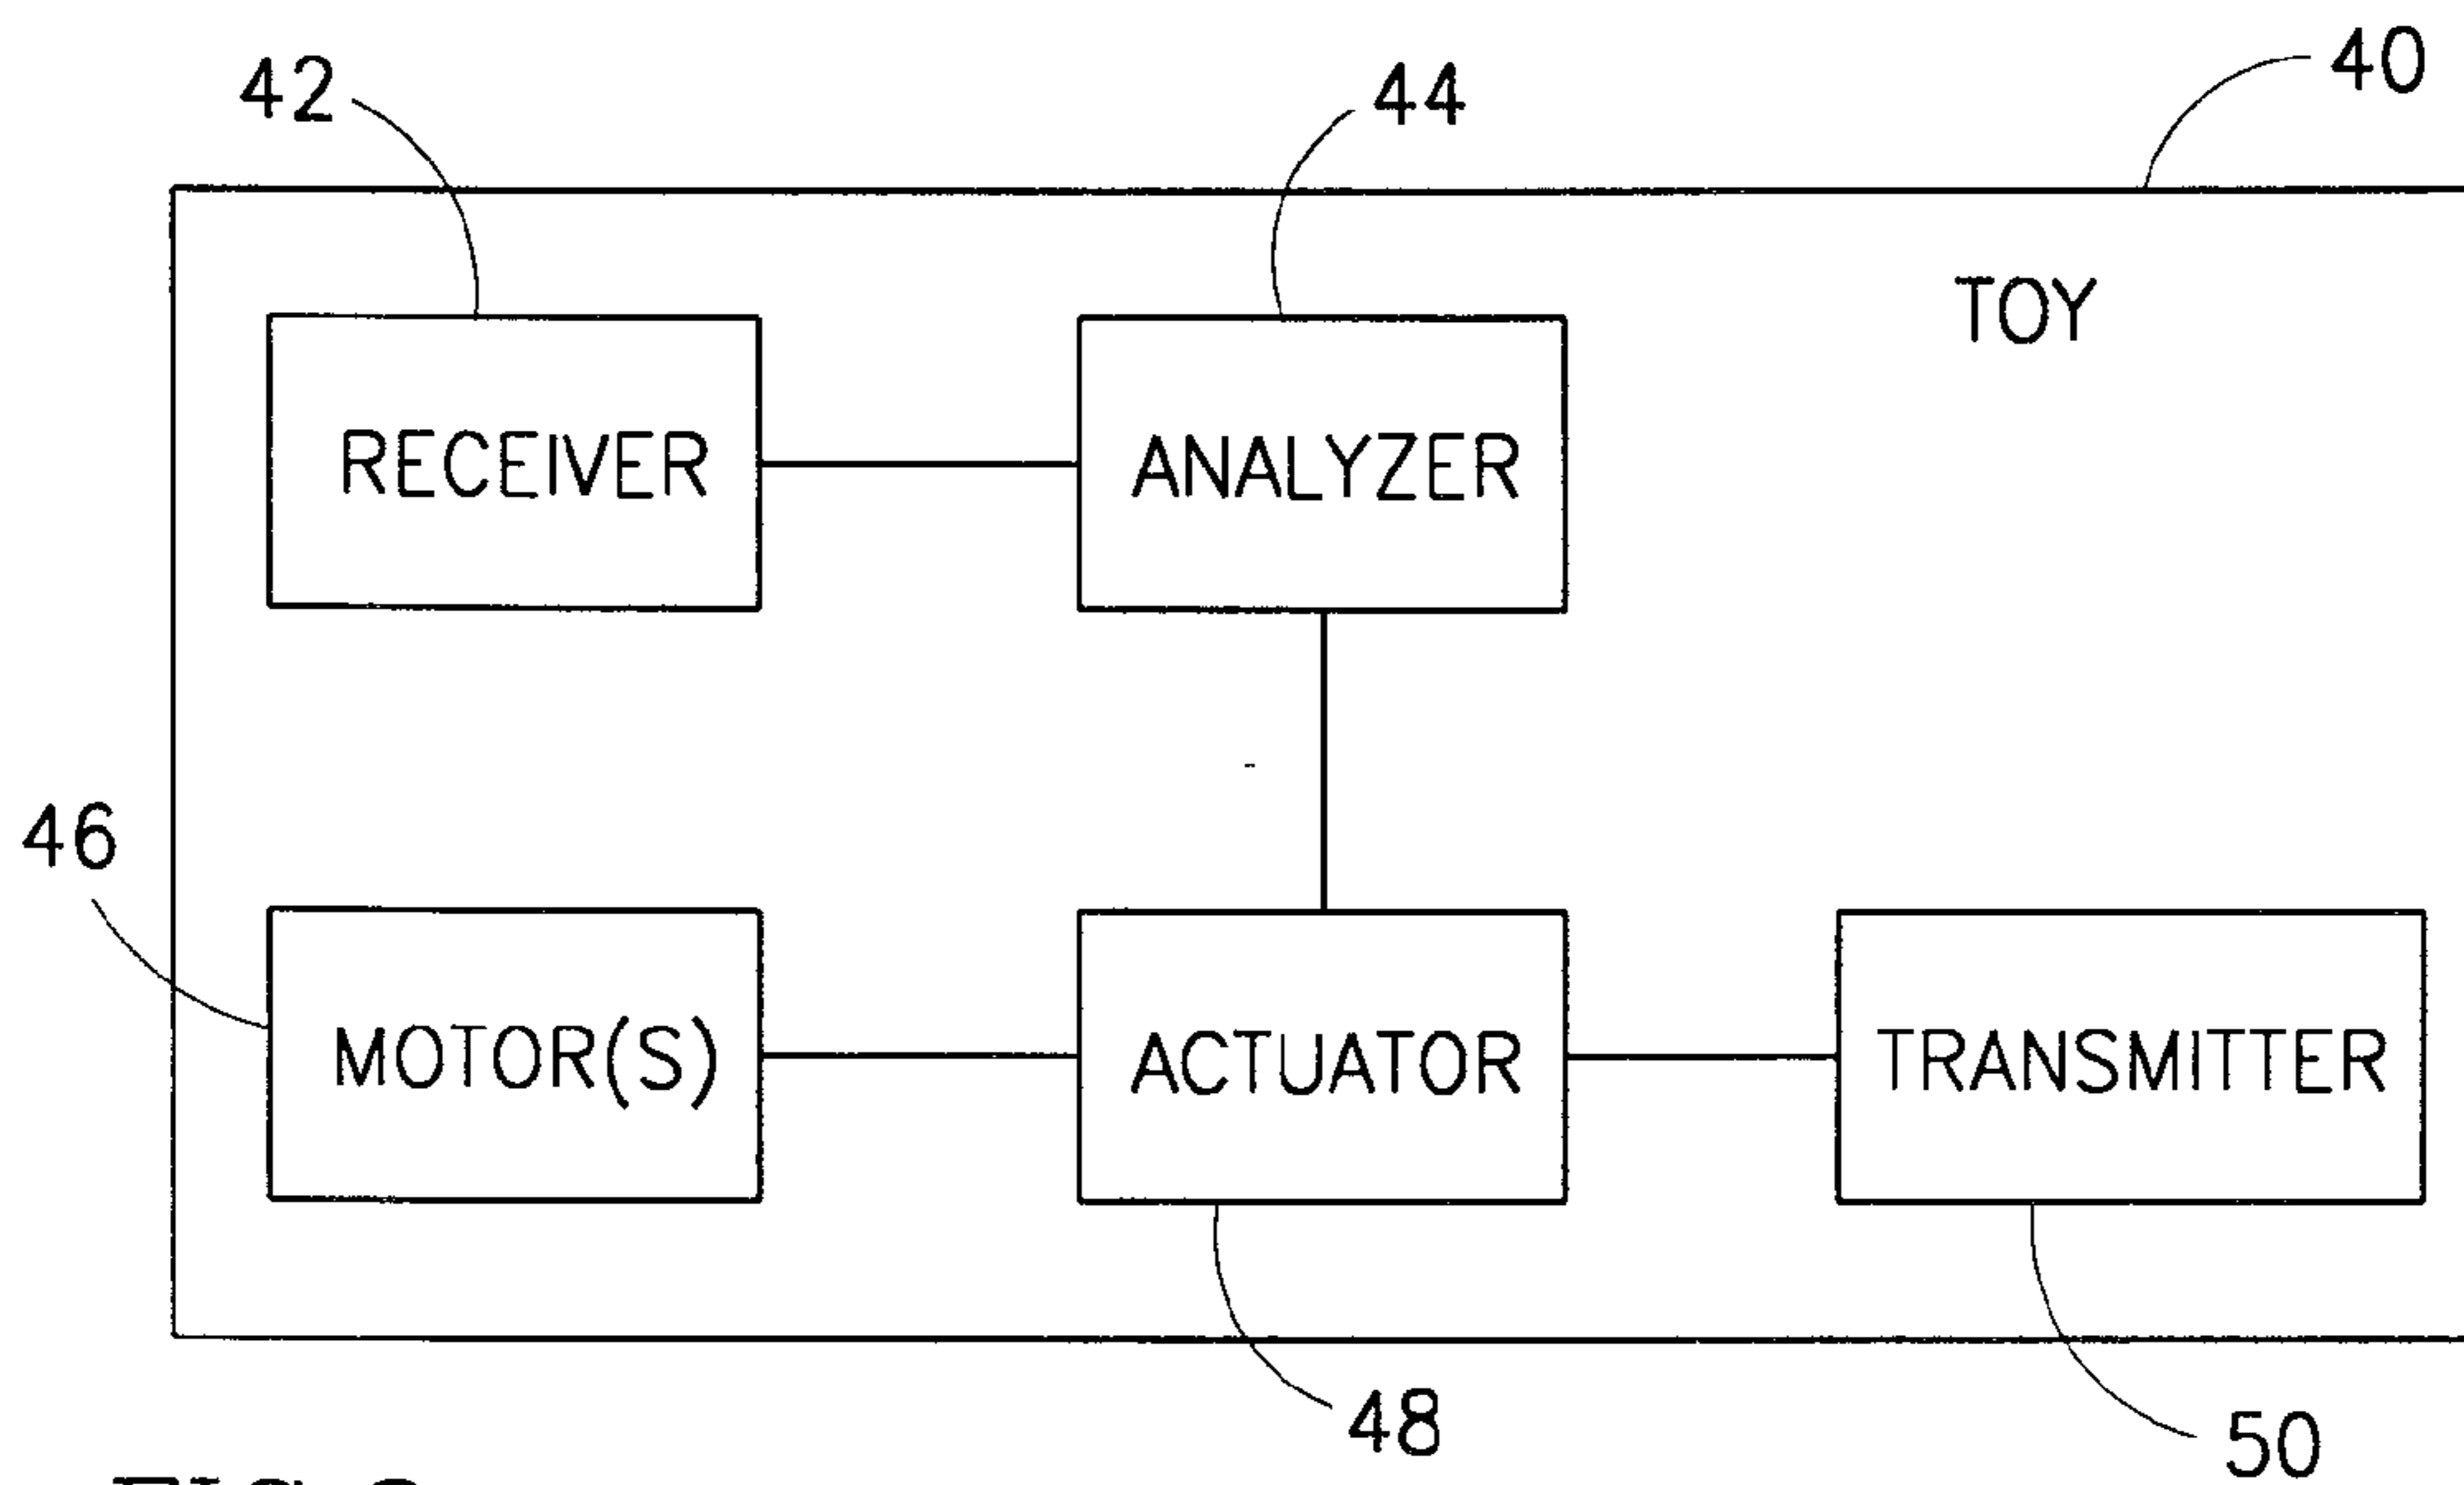 42
44
40
TOY
RECEIVER
ANALYZER
46
MOTOR(S)
ACTUATOR
TRANSMITTER
48
50